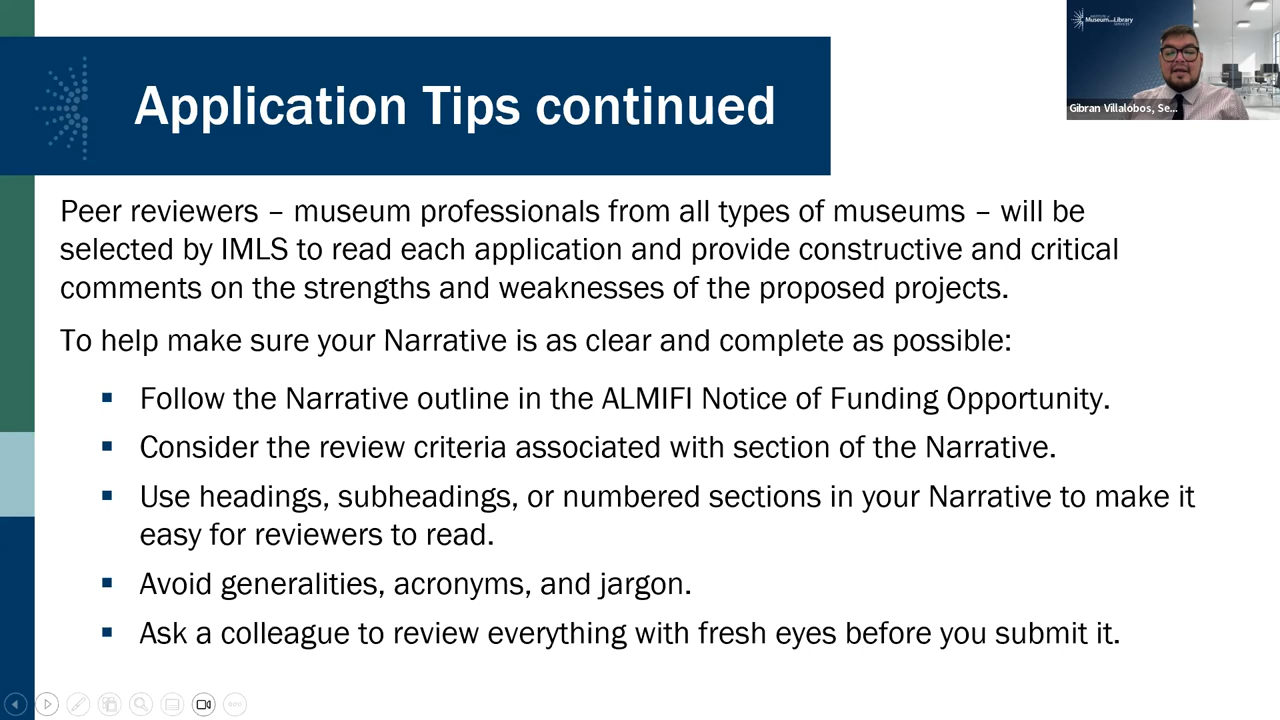 Application Tips continued
Museum and Library
SERVICES
Gibran Villalobos, Se...
Peer reviewers – museum professionals from all types of museums – will be
selected by IMLS to read each application and provide constructive and critical
comments on the strengths and weaknesses of the proposed projects.
To help make sure your Narrative is as clear and complete as possible:
▪ Follow the Narrative outline in the ALMIFI Notice of Funding Opportunity.
▪ Consider the review criteria associated with section of the Narrative.
▪ Use headings, subheadings, or numbered sections in your Narrative to make it
easy for reviewers to read.
▪ Avoid generalities, acronyms, and jargon.
▪ Ask a colleague to review everything with fresh eyes before you submit it.